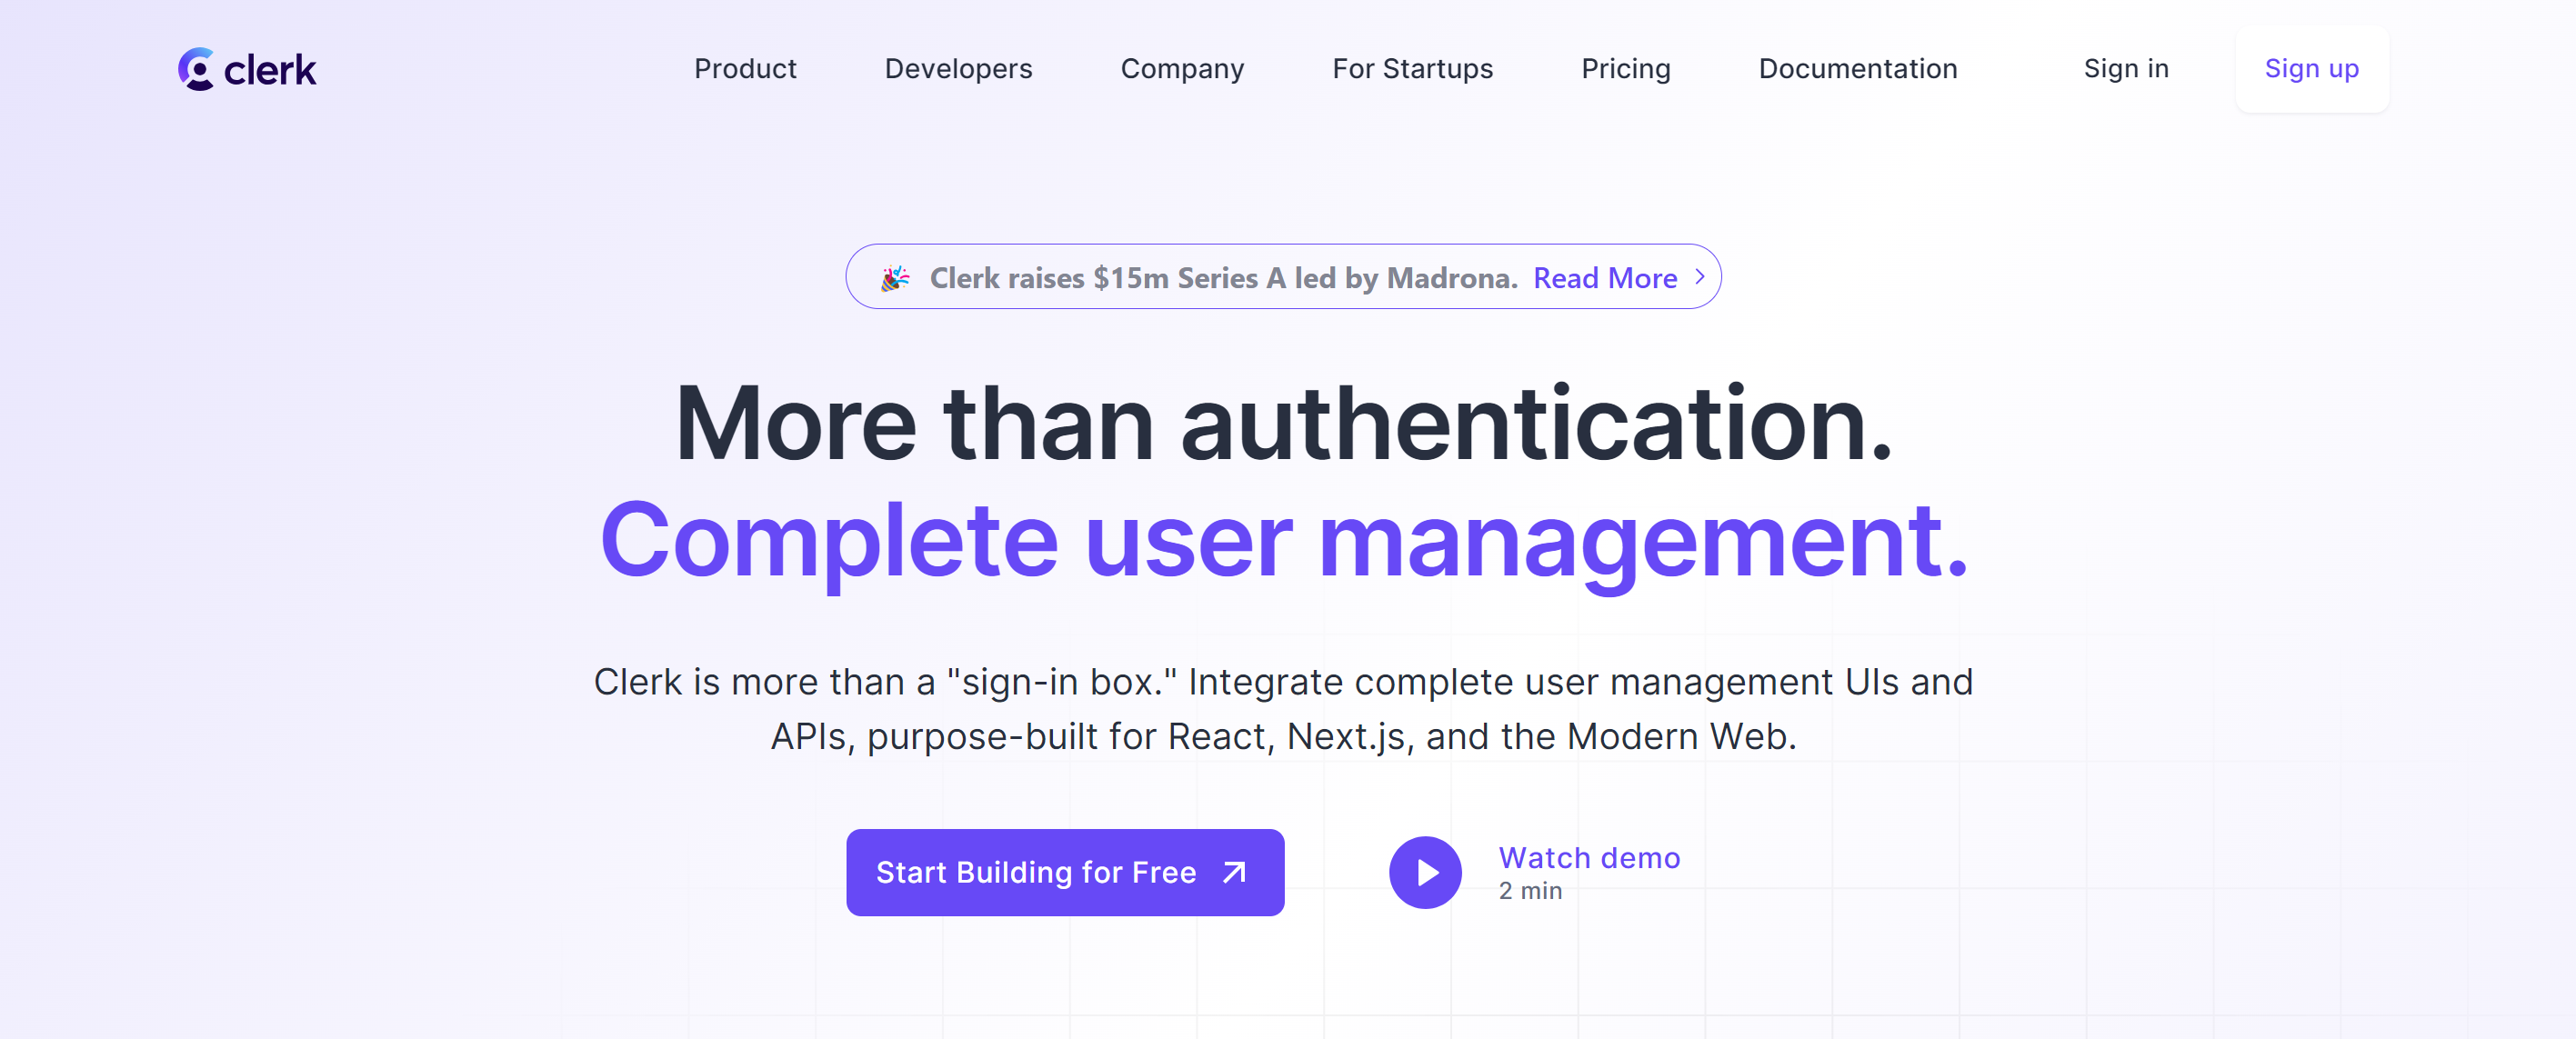 clerk
Product Developers Company For Startups Pricing Documentation Sign in Sign up
Clerk raises $15m Series A led by Madrona. Read More
More than authentication.
Complete user management.
Clerk is more than a "sign-in box." Integrate complete user management UIs and
APIs, purpose-built for React, Next.js, and the Modern Web.
Start Building for Free
Watch demo
2 min